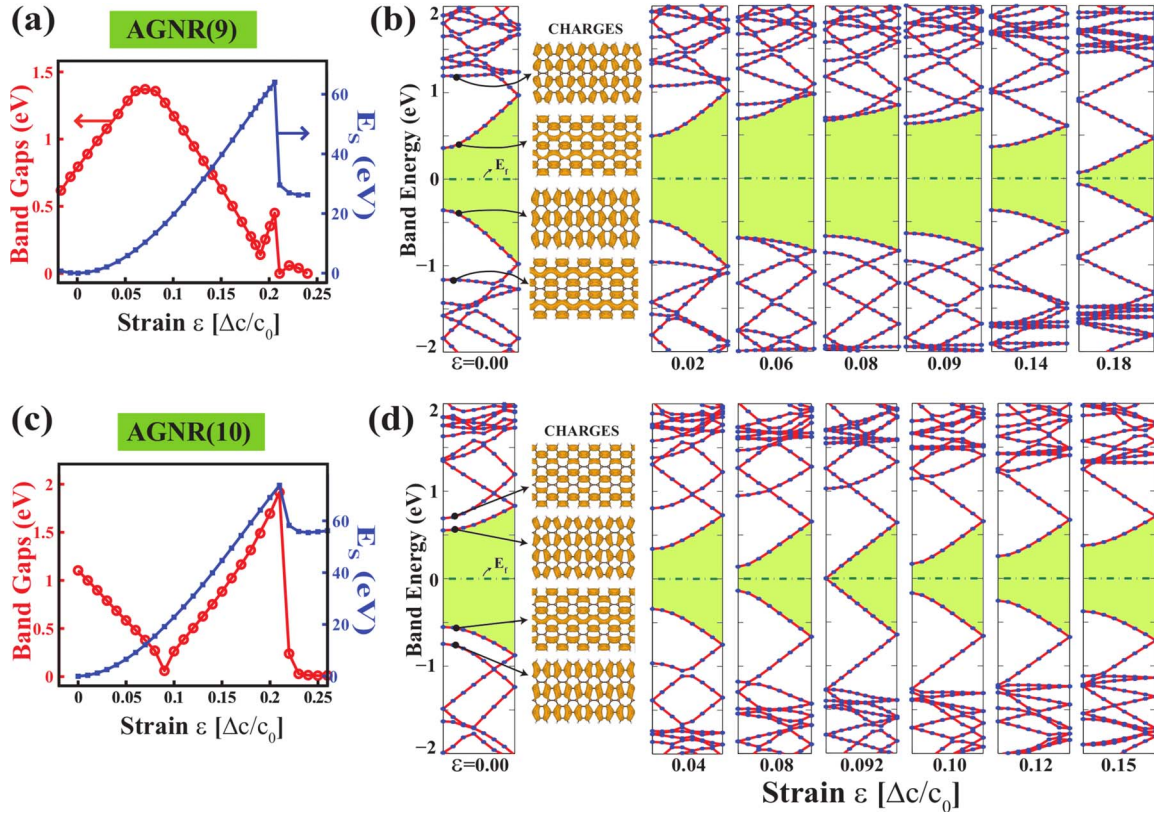 (a)
AGNR(9)
1.5
1
0.5
0
Band Gaps (eV)
60
40
20
0
E_S (eV)
0 0.05 0.1 0.15 0.2 0.25
Strain ε [Δc/c₀]
(b)
CHARGES
2
1
0
−1
−2
Band Energy (eV)
E_f
ε=0.00 0.02 0.06 0.08 0.09 0.14 0.18
(c)
AGNR(10)
2
1.5
1
0.5
0
Band Gaps (eV)
60
40
20
0
E_S (eV)
0 0.05 0.1 0.15 0.2 0.25
Strain ε [Δc/c₀]
(d)
CHARGES
2
1
0
−1
−2
Band Energy (eV)
E_f
ε=0.00 0.04 0.08 0.092 0.10 0.12 0.15
Strain ε [Δc/c₀]